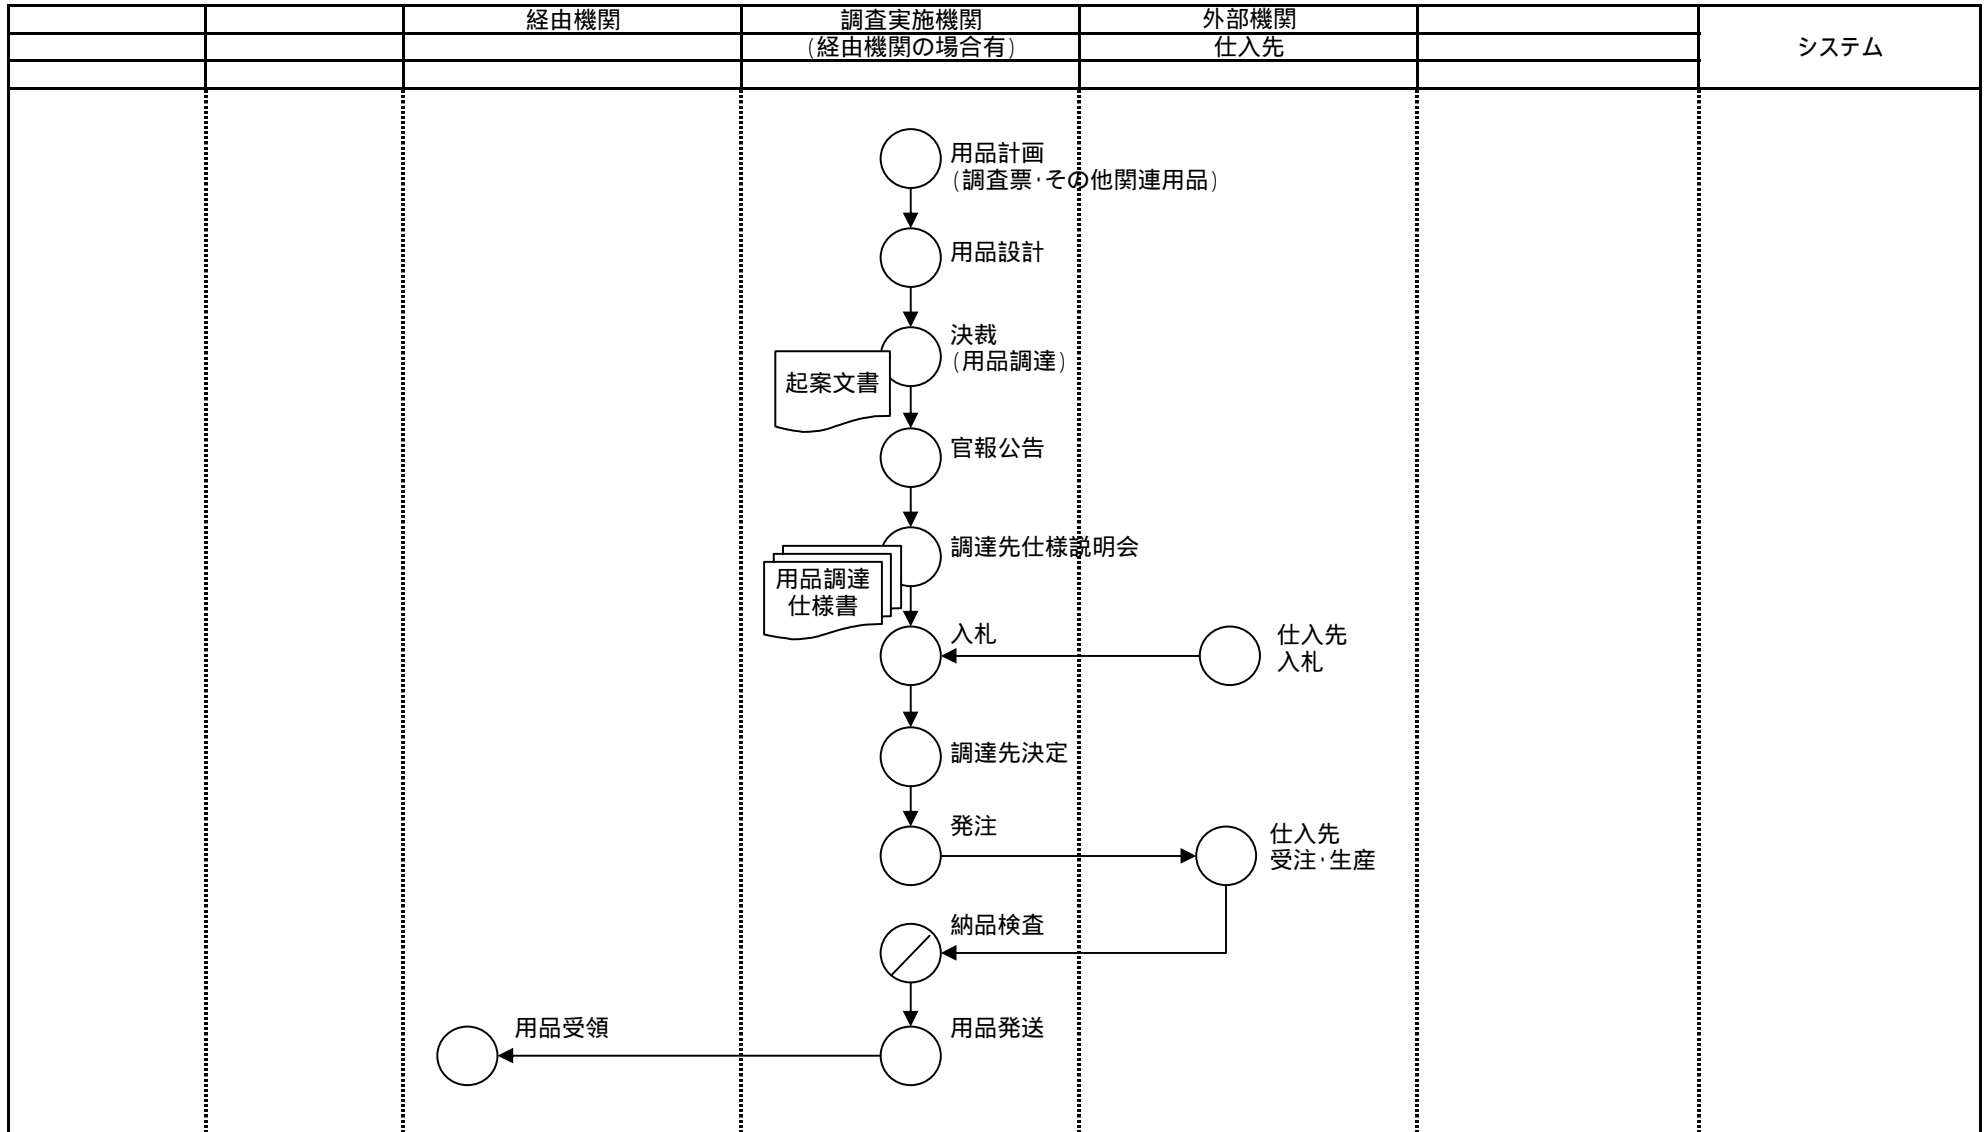 経由機関
調査実施機関
外部機関
(経由機関の場合有)
仕入先
システム
用品計画
(調査票・その他関連用品)
用品設計
決裁
(用品調達)
起案文書
官報公告
調達先仕様説明会
用品調達
仕様書
入札
仕入先
入札
調達先決定
発注
仕入先
受注・生産
納品検査
用品受領
用品発送